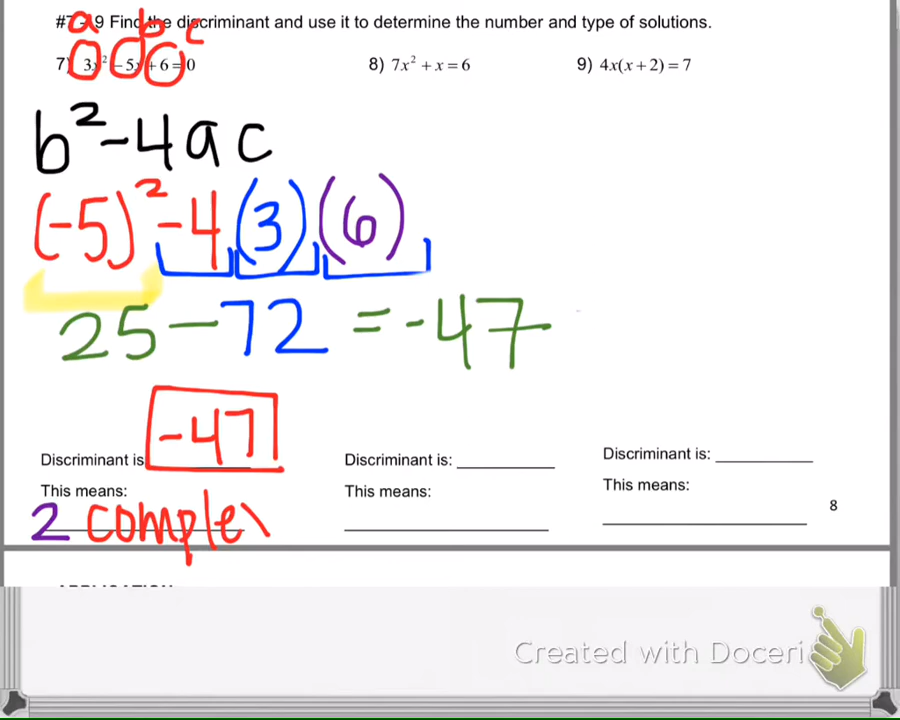 #7-9 Find the discriminant and use it to determine the number and type of solutions.
a b c
7) 3x² − 5x + 6 = 0
8) 7x² + x = 6
9) 4x(x + 2) = 7
b² - 4ac
(-5)² - 4(3)(6)
25 - 72 = -47
Discriminant is -47
This means:
2 complex
Discriminant is: ________
This means:
Discriminant is: ________
This means:
8
Created with Doceri